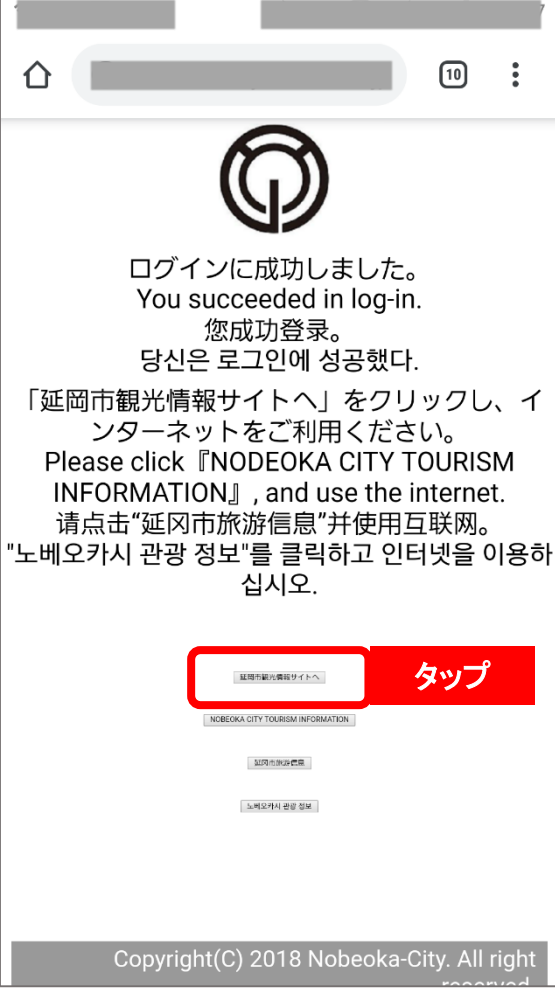 10
ログインに成功しました。
You succeeded in log-in.
您成功登录。
당신은 로그인에 성공했다.
「延岡市観光情報サイトへ」をクリックし、イ
ンターネットをご利用ください。
Please click『NODEOKA CITY TOURISM
INFORMATION』, and use the internet.
请点击“延冈市旅游信息”并使用互联网。
"노베오카시 관광 정보"를 클릭하고 인터넷을 이용하
십시오.
延岡市観光情報サイトへ
タップ
NOBEOKA CITY TOURISM INFORMATION
延冈市旅游信息
노베오카시 관광 정보
Copyright(C) 2018 Nobeoka-City. All right
reserved.